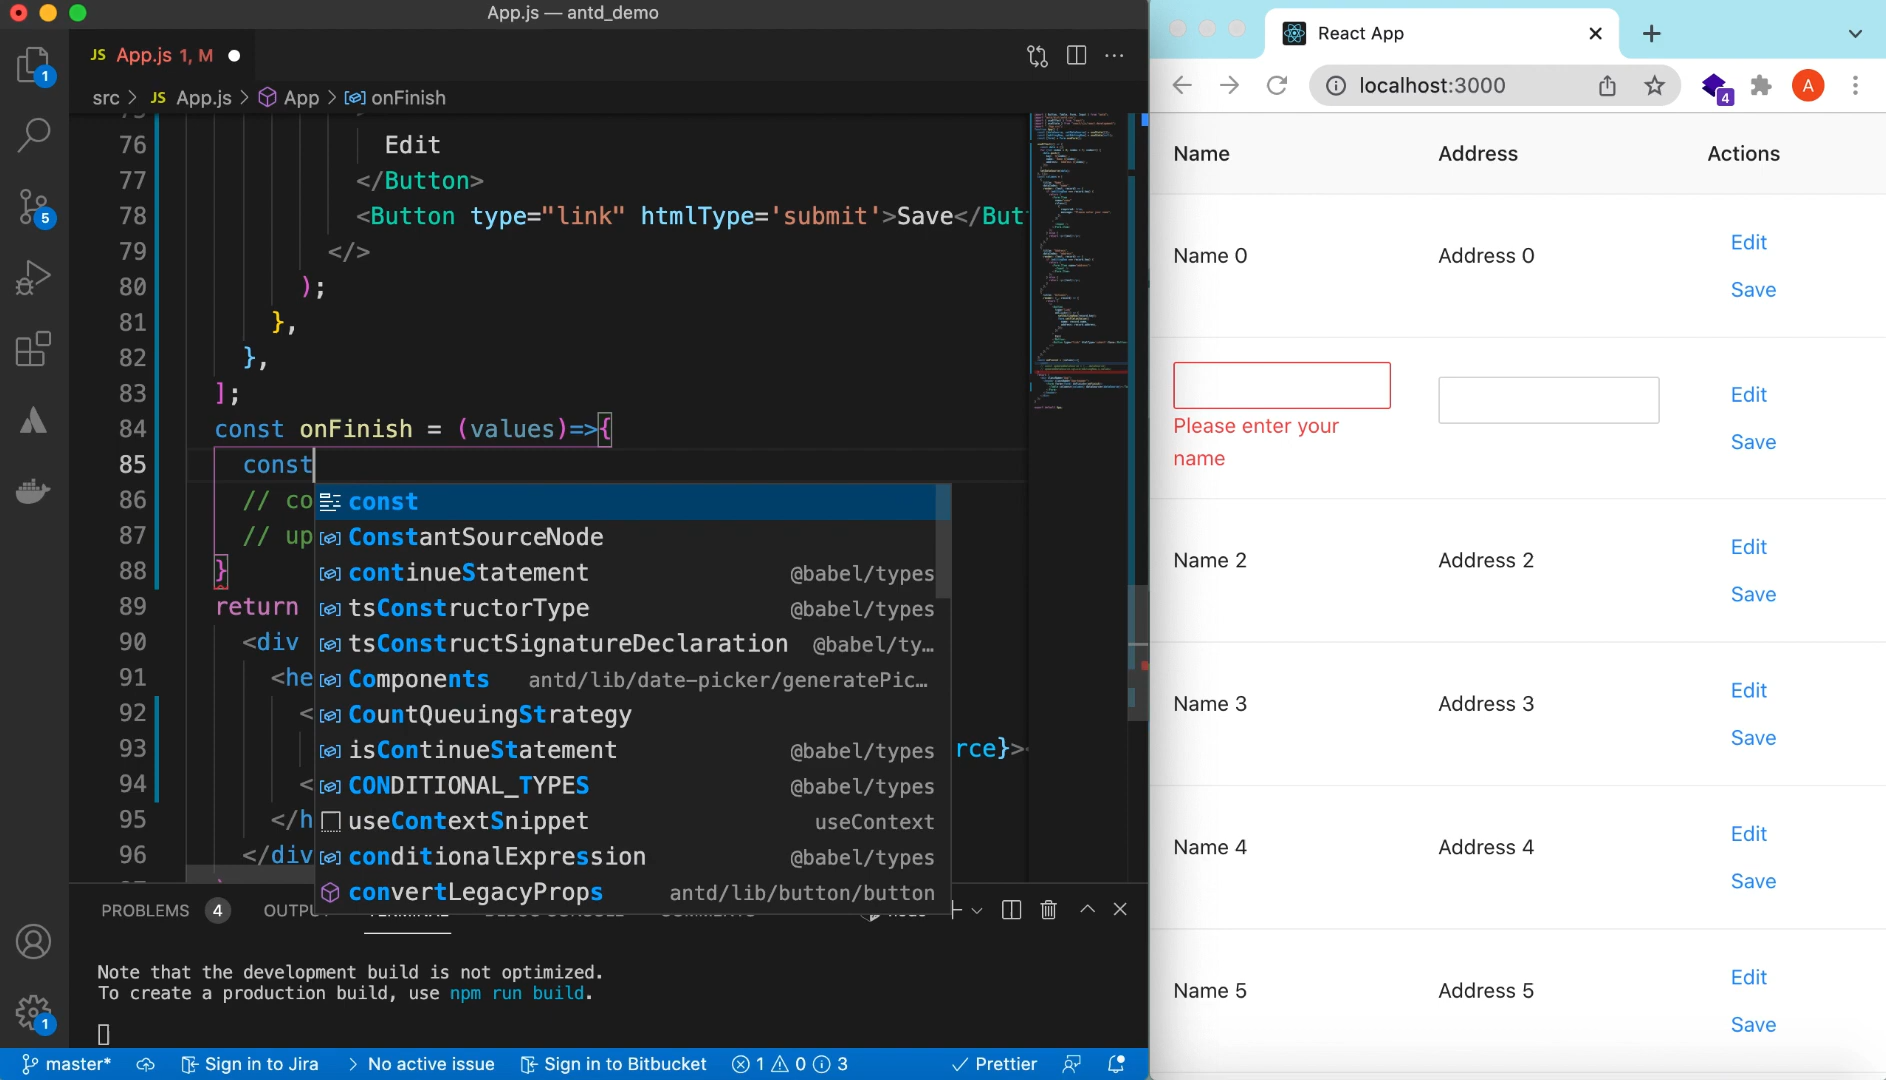 App.js — antd_demo
JS App.js 1, M
src > JS App.js > App > onFinish
76 Edit
77 </Button>
78 <Button type="link" htmlType='submit'>Save</But
79 </>
80 );
81 },
82 },
83 ];
84 const onFinish = (values)=>{
85 const
86 // co
87 // up
88 }
89 return
90 <div
91 <he
92 <
93 < rce}><
94 <
95 </h
96 </div
const
ConstantSourceNode
continueStatement @babel/types
tsConstructorType @babel/types
tsConstructSignatureDeclaration @babel/ty…
Components antd/lib/date-picker/generatePic…
CountQueuingStrategy
isContinueStatement @babel/types
CONDITIONAL_TYPES @babel/types
useContextSnippet useContext
conditionalExpression @babel/types
convertLegacyProps antd/lib/button/button
PROBLEMS 4 OUTPU
Note that the development build is not optimized.
To create a production build, use npm run build.
1
5
1
master* Sign in to Jira No active issue Sign in to Bitbucket 1 0 3 Prettier
React App
localhost:3000
4
A
Name Address Actions
Name 0 Address 0 Edit
Save
Please enter your
name
Edit
Save
Name 2 Address 2 Edit
Save
Name 3 Address 3 Edit
Save
Name 4 Address 4 Edit
Save
Name 5 Address 5 Edit
Save